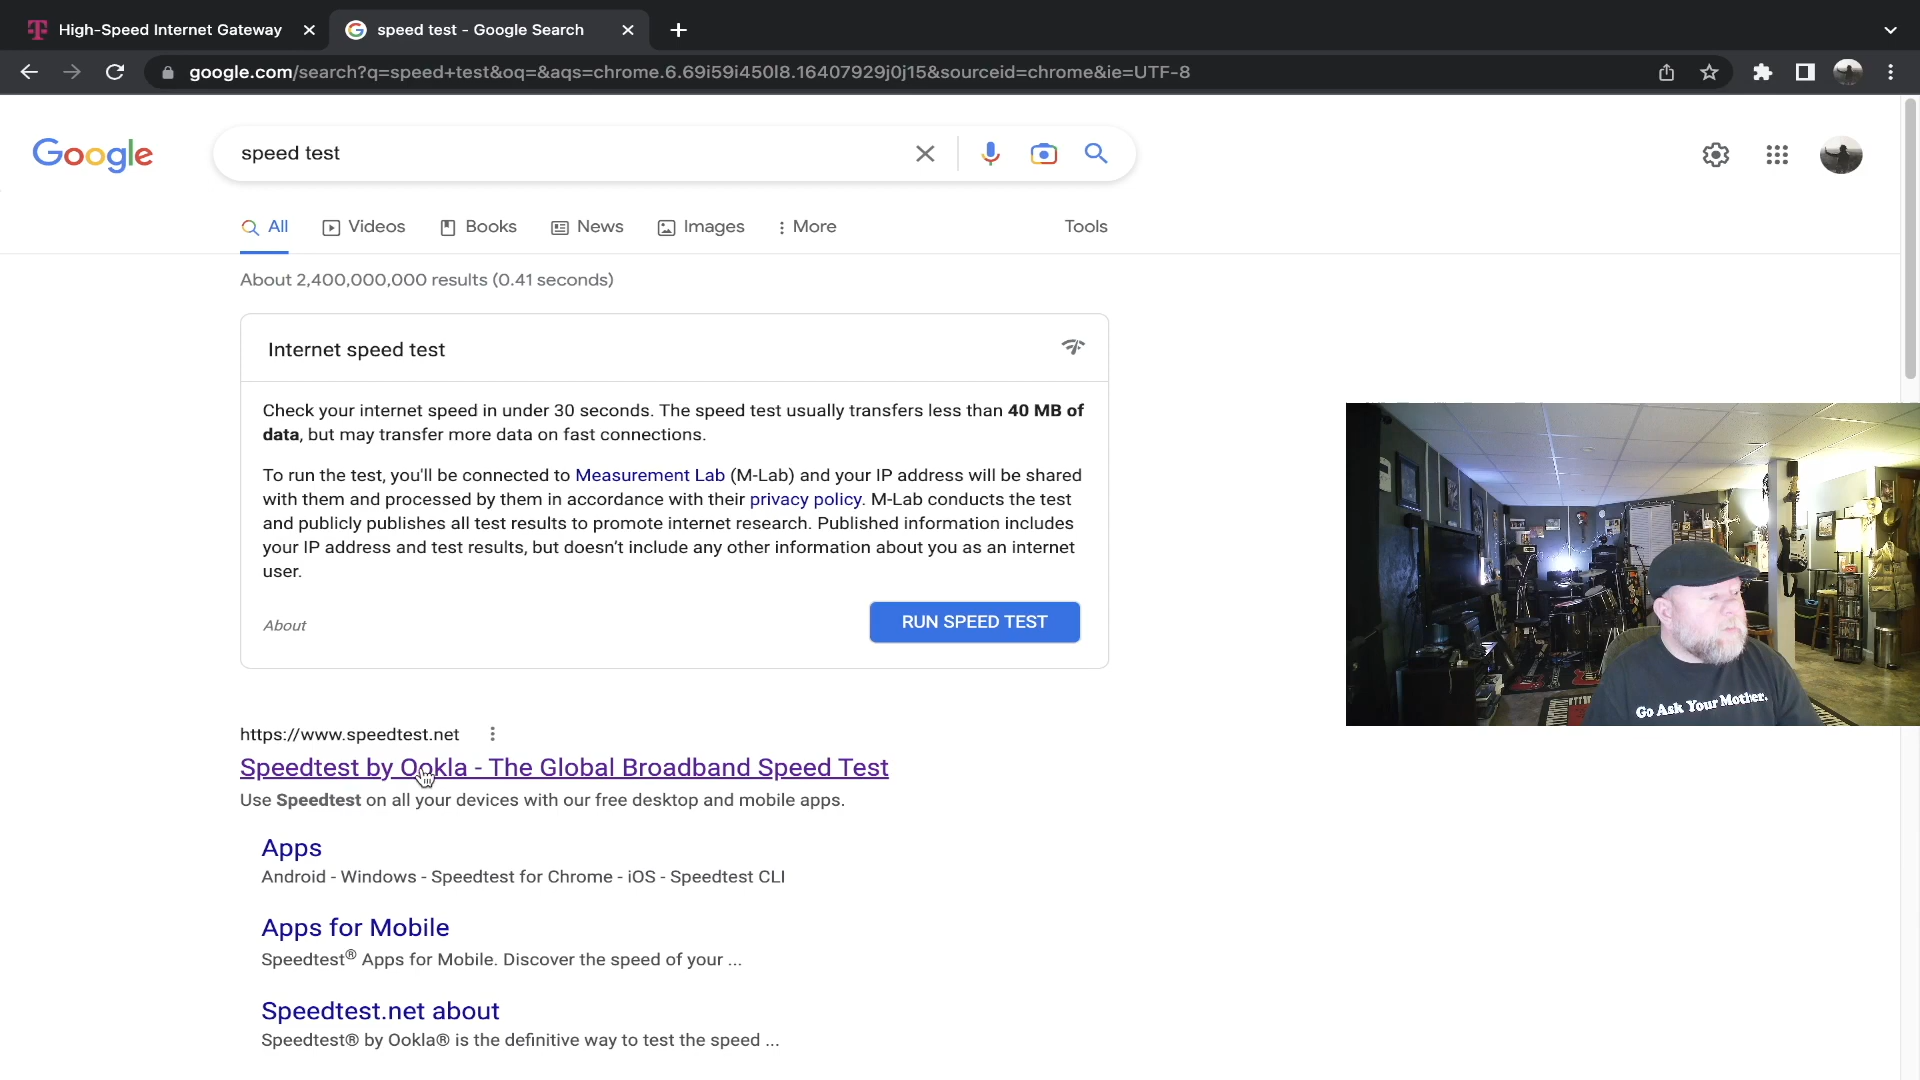 High-Speed Internet Gateway
speed test - Google Search
google.com/search?q=speed+test&oq=&aqs=chrome.6.69i59i450l8.16407929j0j15&sourceid=chrome&ie=UTF-8
Google
speed test
All
Videos
Books
News
Images
More
Tools
About 2,400,000,000 results (0.41 seconds)
Internet speed test
Check your internet speed in under 30 seconds. The speed test usually transfers less than 40 MB of
data, but may transfer more data on fast connections.
To run the test, you'll be connected to Measurement Lab (M-Lab) and your IP address will be shared
with them and processed by them in accordance with their privacy policy. M-Lab conducts the test
and publicly publishes all test results to promote internet research. Published information includes
your IP address and test results, but doesn't include any other information about you as an internet
user.
About
RUN SPEED TEST
https://www.speedtest.net
Speedtest by Ookla - The Global Broadband Speed Test
Use Speedtest on all your devices with our free desktop and mobile apps.
Apps
Android - Windows - Speedtest for Chrome - iOS - Speedtest CLI
Apps for Mobile
Speedtest® Apps for Mobile. Discover the speed of your ...
Speedtest.net about
Speedtest® by Ookla® is the definitive way to test the speed ...
Go Ask Your Mother.